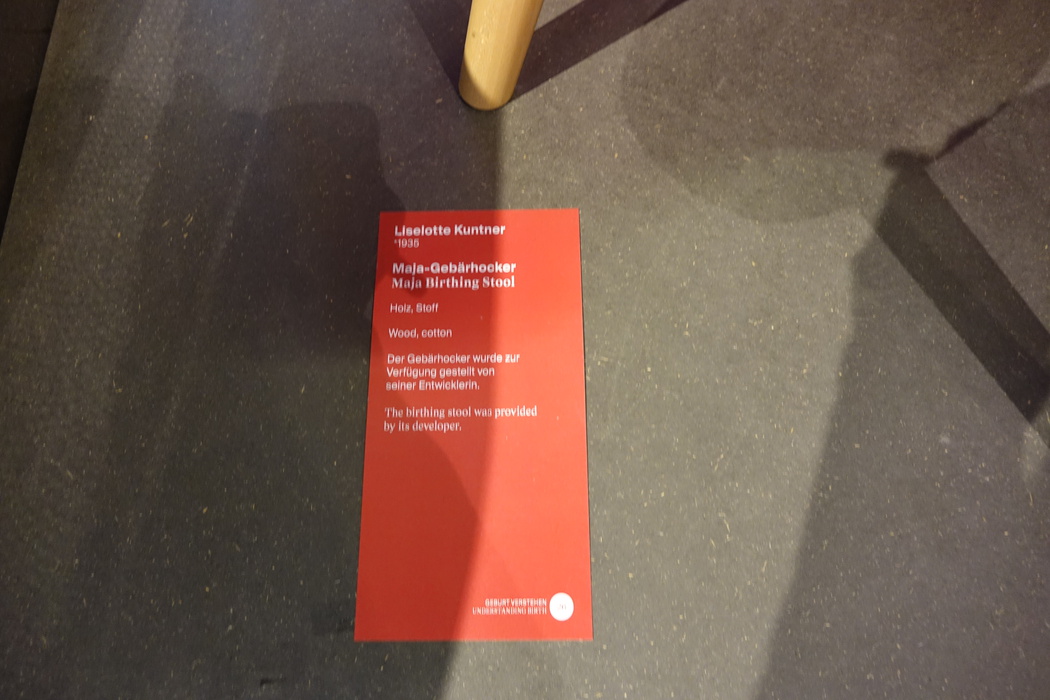 Liselotte Kuntner
*1935
Maja-Gebärhocker
Maja Birthing Stool
Holz, Stoff
Wood, cotton
Der Gebärhocker wurde zur
Verfügung gestellt von
seiner Entwicklerin.
The birthing stool was provided
by its developer.
GEBURT VERSTEHEN
UNDERSTANDING BIRTH